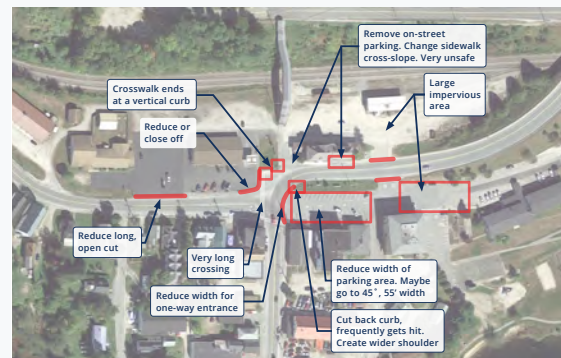 Remove on-street
parking. Change sidewalk
cross-slope. Very unsafe
Crosswalk ends
at a vertical curb
Large
impervious
area
Reduce or
close off
Reduce long,
open cut
Very long
crossing
Reduce width for
one-way entrance
Reduce width of
parking area. Maybe
go to 45˚, 55' width
Cut back curb,
frequently gets hit.
Create wider shoulder